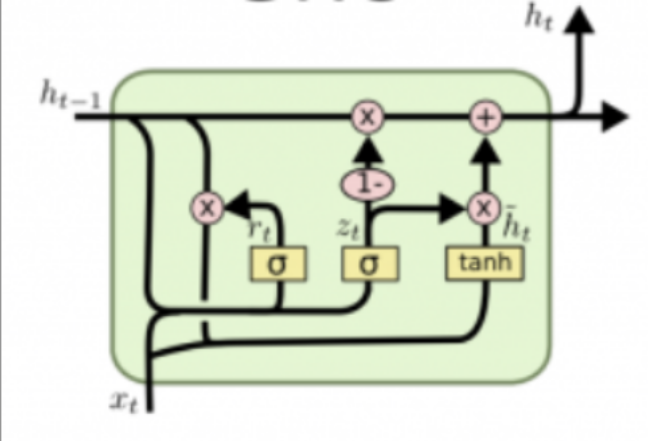 h_t
h_{t-1}
x
+
1-
x
r_t
z_t
x
h̃_t
σ
σ
tanh
x_t